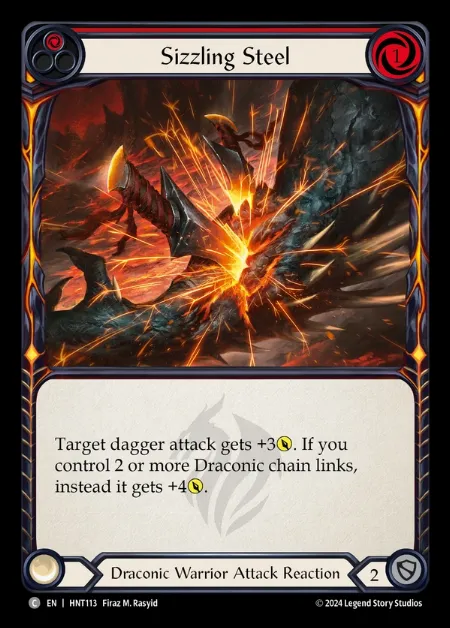 Sizzling Steel
1
Target dagger attack gets +3. If you
control 2 or more Draconic chain links,
instead it gets +4.
Draconic Warrior Attack Reaction
2
C EN | HNT113 Firaz M. Rasyid
© 2024 Legend Story Studios